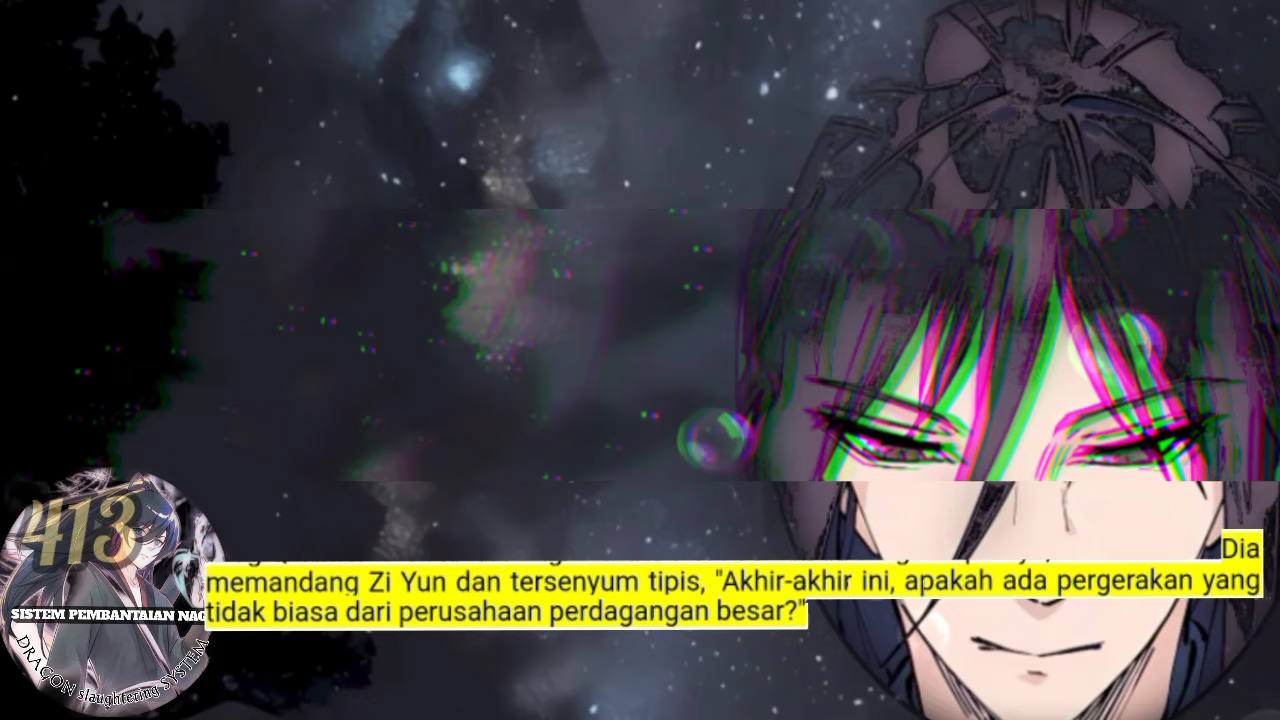 413
SISTEM PEMBANTAIAN NAG
DRAGON slaughtering SYSTEM
Dia
memandang Zi Yun dan tersenyum tipis, "Akhir-akhir ini, apakah ada pergerakan yang
tidak biasa dari perusahaan perdagangan besar?"